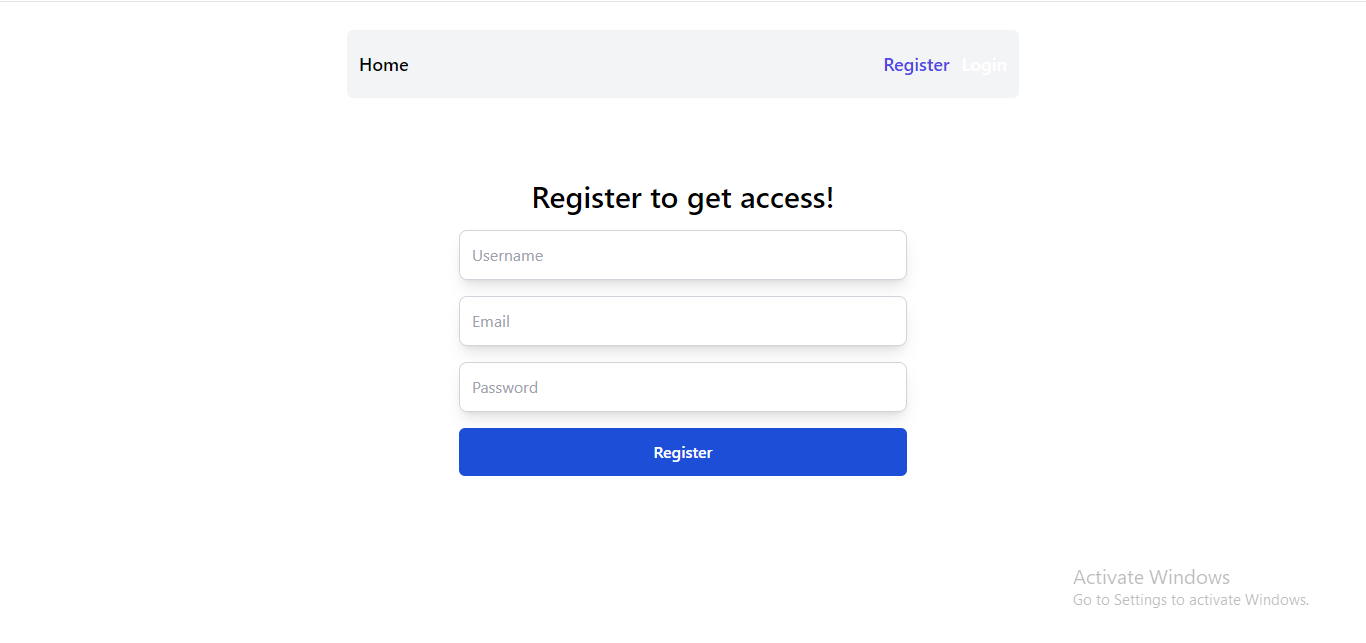 Home Register Login
Register to get access!
Username
Email
Password
Register
Activate Windows
Go to Settings to activate Windows.